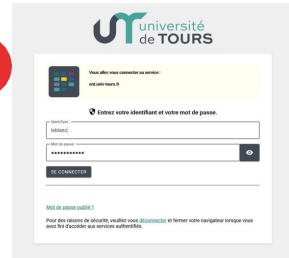 université
de TOURS
Vous allez vous connecter au service :
ent.univ-tours.fr
Entrez votre identifiant et votre mot de passe.
Identifiant
leblanc
Mot de passe
•••••••••••
SE CONNECTER
Mot de passe oublié ?
Pour des raisons de sécurité, veuillez vous déconnecter et fermer votre navigateur lorsque vous
avez fini d'accéder aux services authentifiés.